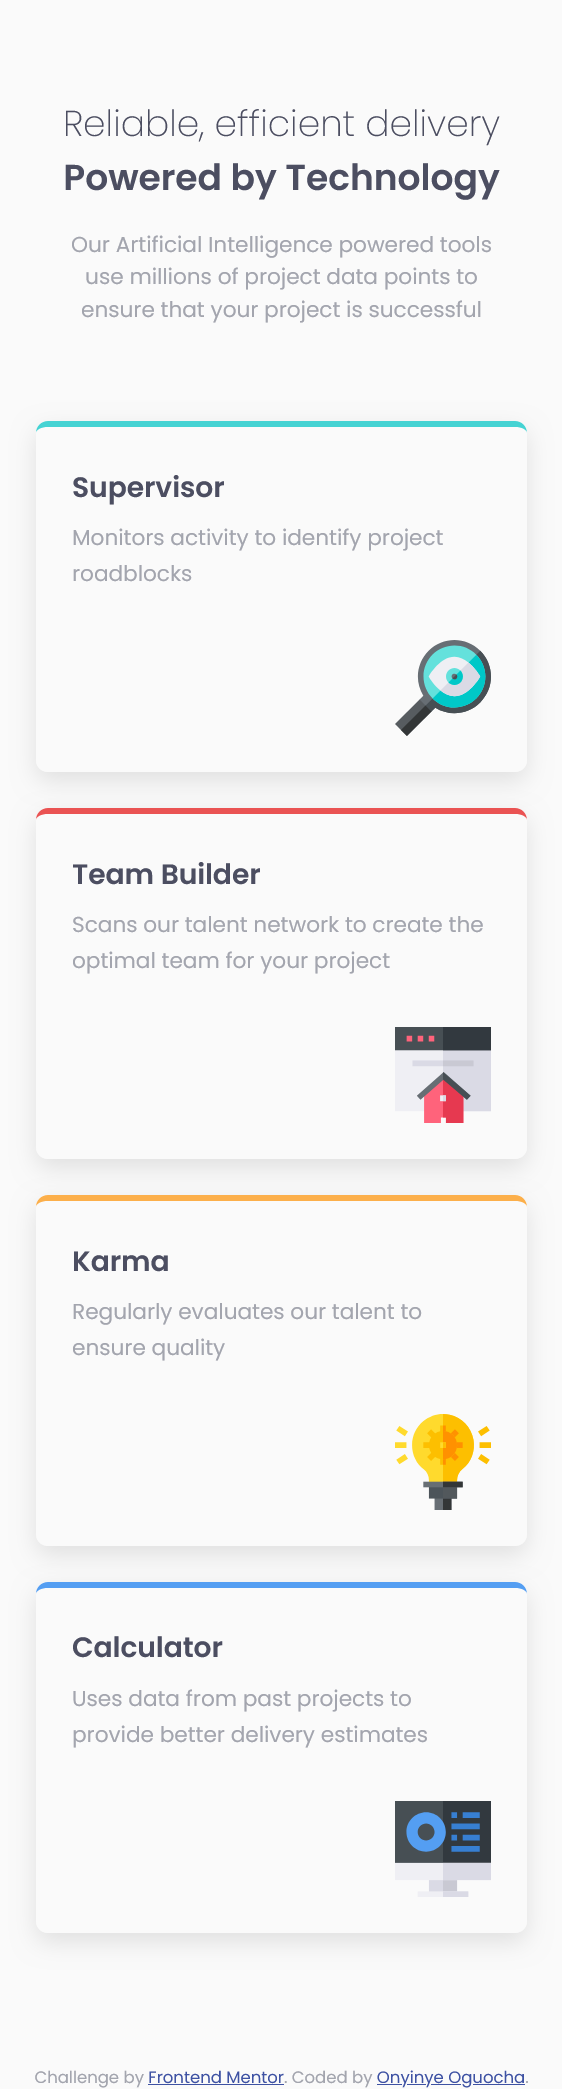 Reliable, efficient delivery
Powered by Technology
Our Artificial Intelligence powered tools
use millions of project data points to
ensure that your project is successful
Supervisor
Monitors activity to identify project
roadblocks
Team Builder
Scans our talent network to create the
optimal team for your project
Karma
Regularly evaluates our talent to
ensure quality
Calculator
Uses data from past projects to
provide better delivery estimates
Challenge by Frontend Mentor. Coded by Onyinye Oguocha.